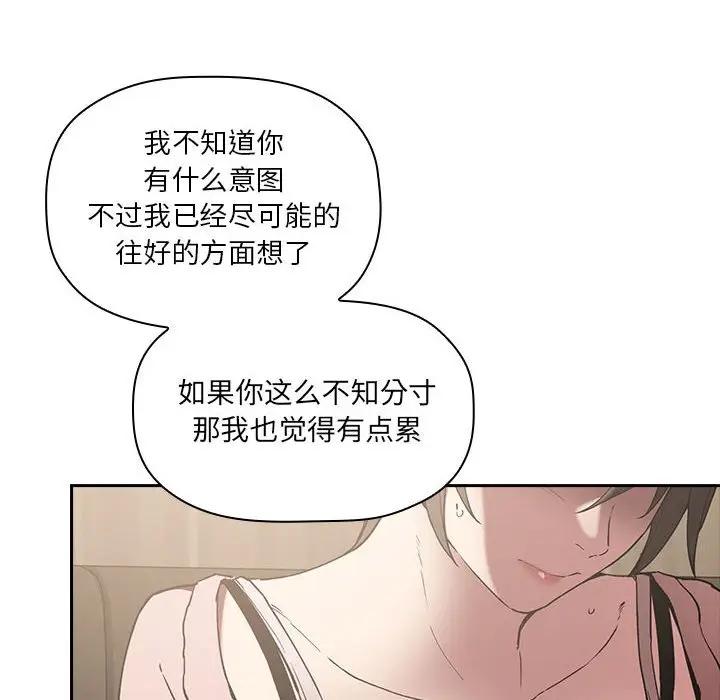 我不知道你
有什么意图
不过我已经尽可能的
往好的方面想了
如果你这么不知分寸
那我也觉得有点累